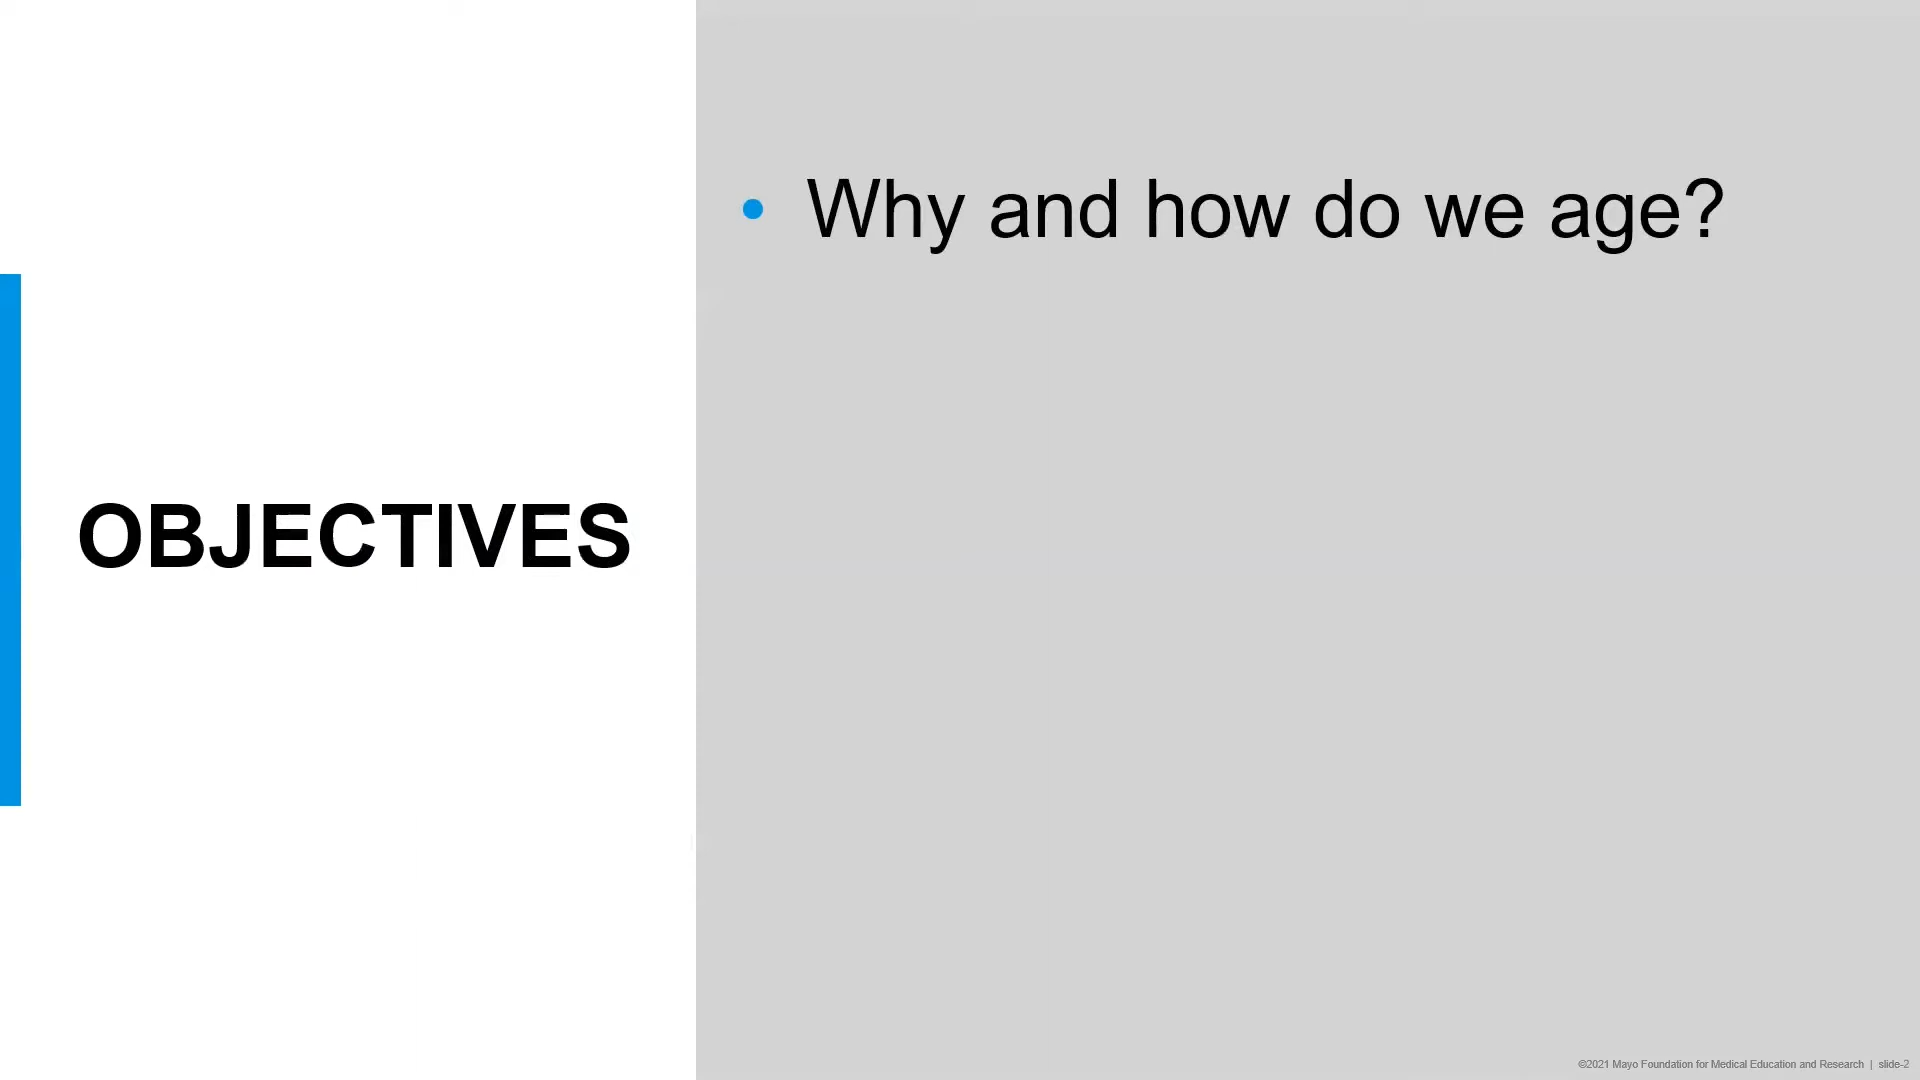 OBJECTIVES
• Why and how do we age?
©2021 Mayo Foundation for Medical Education and Research | slide-2